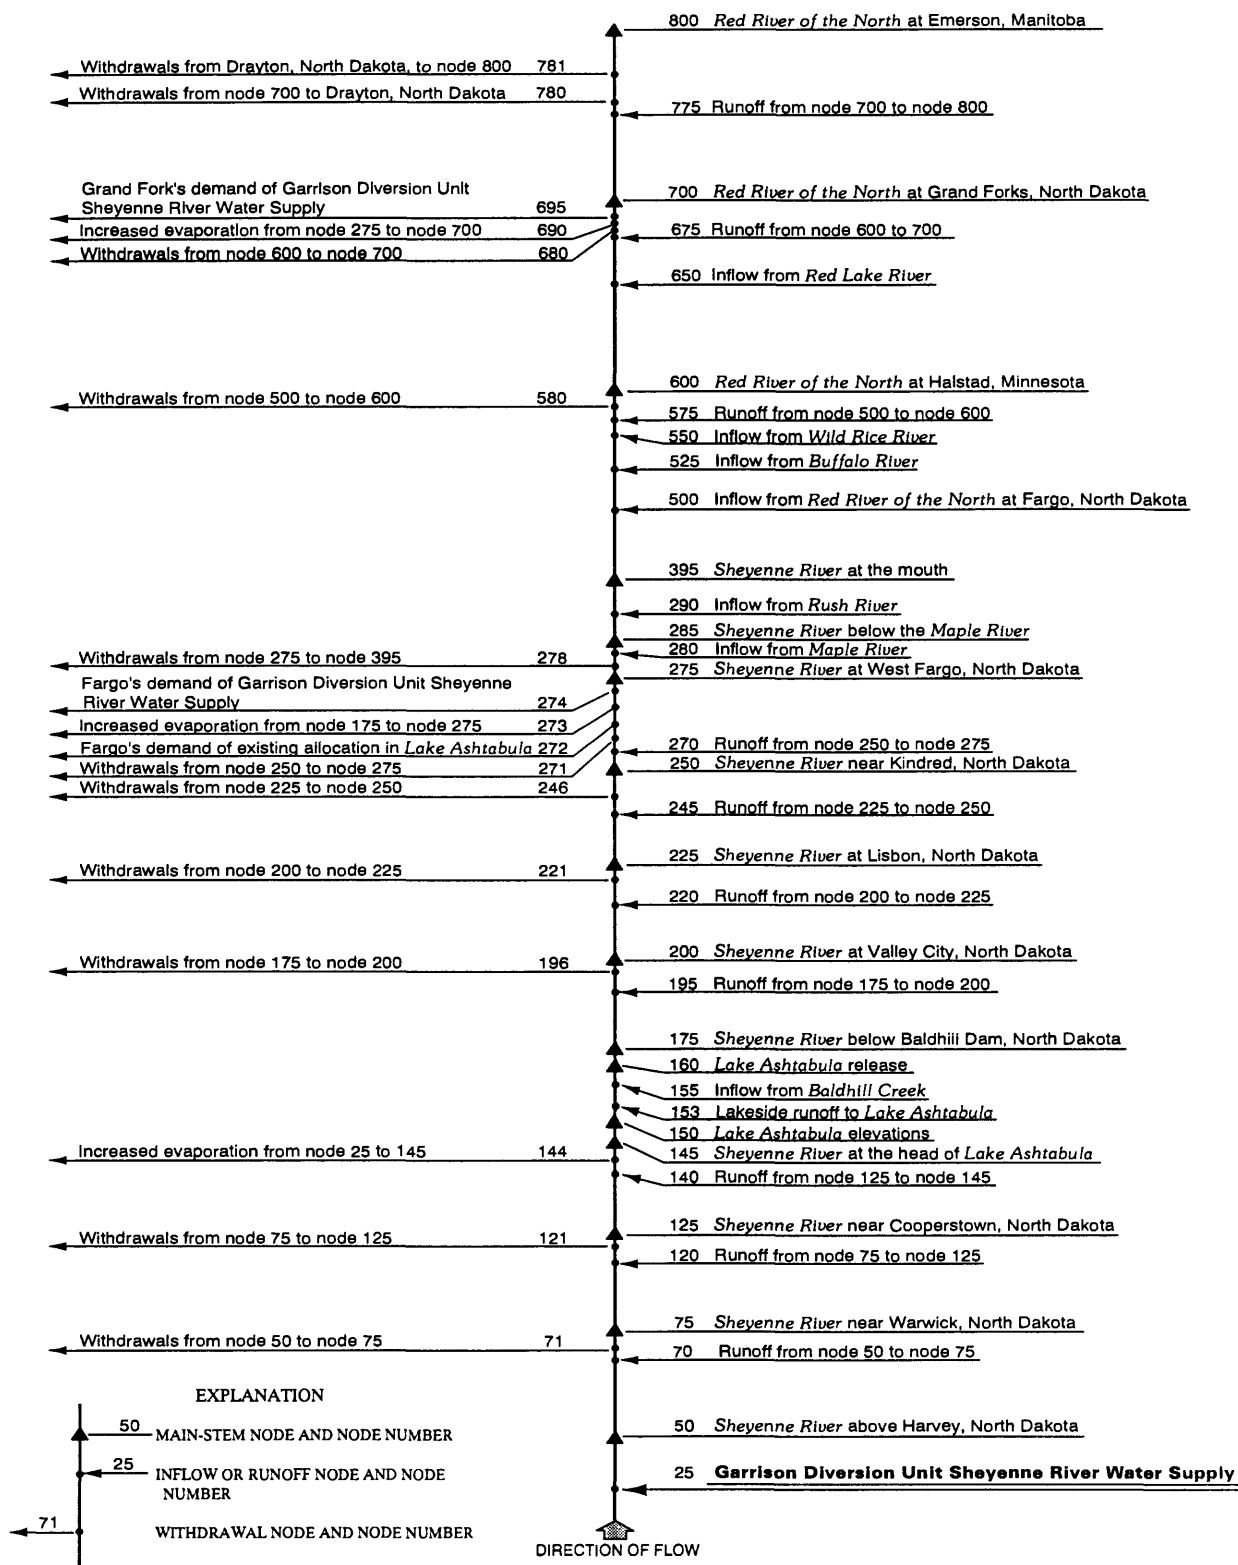 800 Red River of the North at Emerson, Manitoba
Withdrawals from Drayton, North Dakota, to node 800 781
Withdrawals from node 700 to Drayton, North Dakota 780
775 Runoff from node 700 to node 800
Grand Fork's demand of Garrison Diversion Unit
Sheyenne River Water Supply 695
700 Red River of the North at Grand Forks, North Dakota
Increased evaporation from node 275 to node 700 690
675 Runoff from node 600 to 700
Withdrawals from node 600 to node 700 680
650 Inflow from Red Lake River
600 Red River of the North at Halstad, Minnesota
Withdrawals from node 500 to node 600 580
575 Runoff from node 500 to node 600
550 Inflow from Wild Rice River
525 Inflow from Buffalo River
500 Inflow from Red River of the North at Fargo, North Dakota
395 Sheyenne River at the mouth
290 Inflow from Rush River
285 Sheyenne River below the Maple River
280 Inflow from Maple River
Withdrawals from node 275 to node 395 278
275 Sheyenne River at West Fargo, North Dakota
Fargo's demand of Garrison Diversion Unit Sheyenne
River Water Supply 274
Increased evaporation from node 175 to node 275 273
Fargo's demand of existing allocation in Lake Ashtabula 272
270 Runoff from node 250 to node 275
Withdrawals from node 250 to node 275 271
250 Sheyenne River near Kindred, North Dakota
Withdrawals from node 225 to node 250 246
245 Runoff from node 225 to node 250
225 Sheyenne River at Lisbon, North Dakota
Withdrawals from node 200 to node 225 221
220 Runoff from node 200 to node 225
200 Sheyenne River at Valley City, North Dakota
Withdrawals from node 175 to node 200 196
195 Runoff from node 175 to node 200
175 Sheyenne River below Baldhill Dam, North Dakota
160 Lake Ashtabula release
155 Inflow from Baldhill Creek
153 Lakeside runoff to Lake Ashtabula
150 Lake Ashtabula elevations
Increased evaporation from node 25 to 145 144
145 Sheyenne River at the head of Lake Ashtabula
140 Runoff from node 125 to node 145
125 Sheyenne River near Cooperstown, North Dakota
Withdrawals from node 75 to node 125 121
120 Runoff from node 75 to node 125
75 Sheyenne River near Warwick, North Dakota
Withdrawals from node 50 to node 75 71
70 Runoff from node 50 to node 75
50 Sheyenne River above Harvey, North Dakota
25 Garrison Diversion Unit Sheyenne River Water Supply
EXPLANATION
50 MAIN-STEM NODE AND NODE NUMBER
25 INFLOW OR RUNOFF NODE AND NODE
NUMBER
71 WITHDRAWAL NODE AND NODE NUMBER
DIRECTION OF FLOW